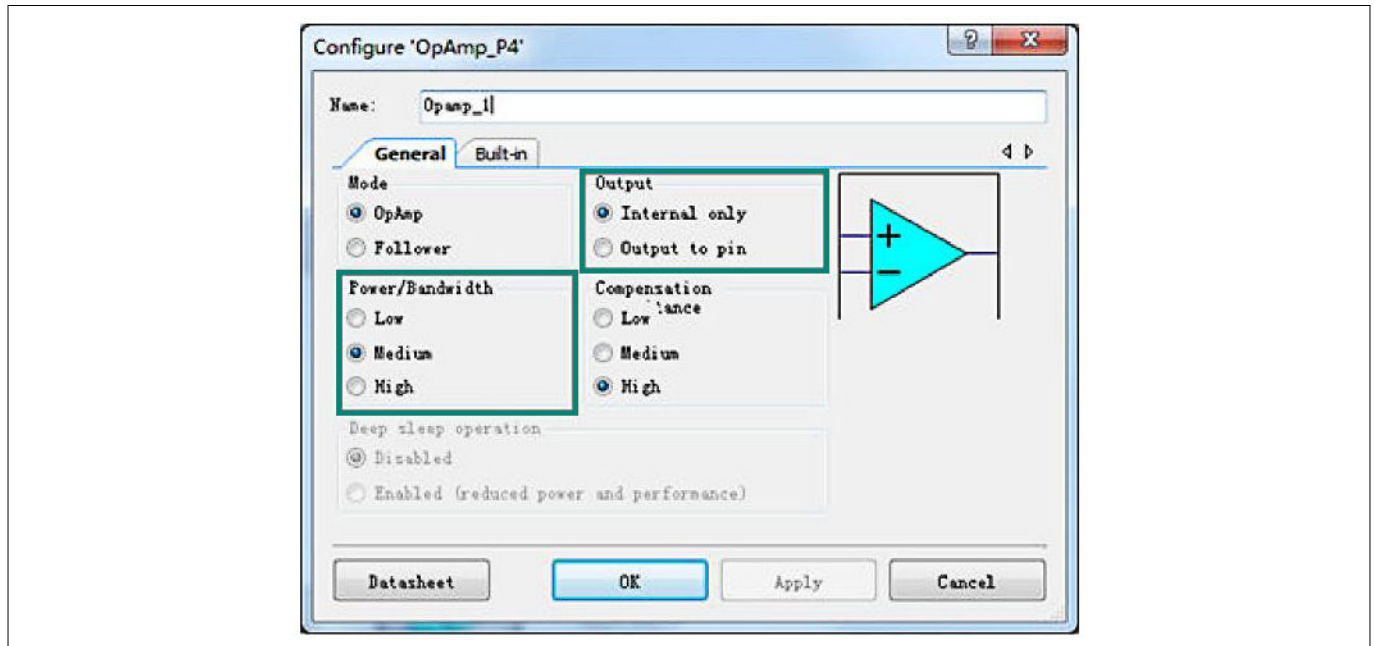 Configure 'OpAmp_P4'
Name: Opamp_1
General Built-in
Mode
OpAmp
Follower
Output
Internal only
Output to pin
Power/Bandwidth
Low
Medium
High
Compensation
Low
Medium
High
Deep sleep operation
Disabled
Enabled (reduced power and performance)
Datasheet OK Apply Cancel